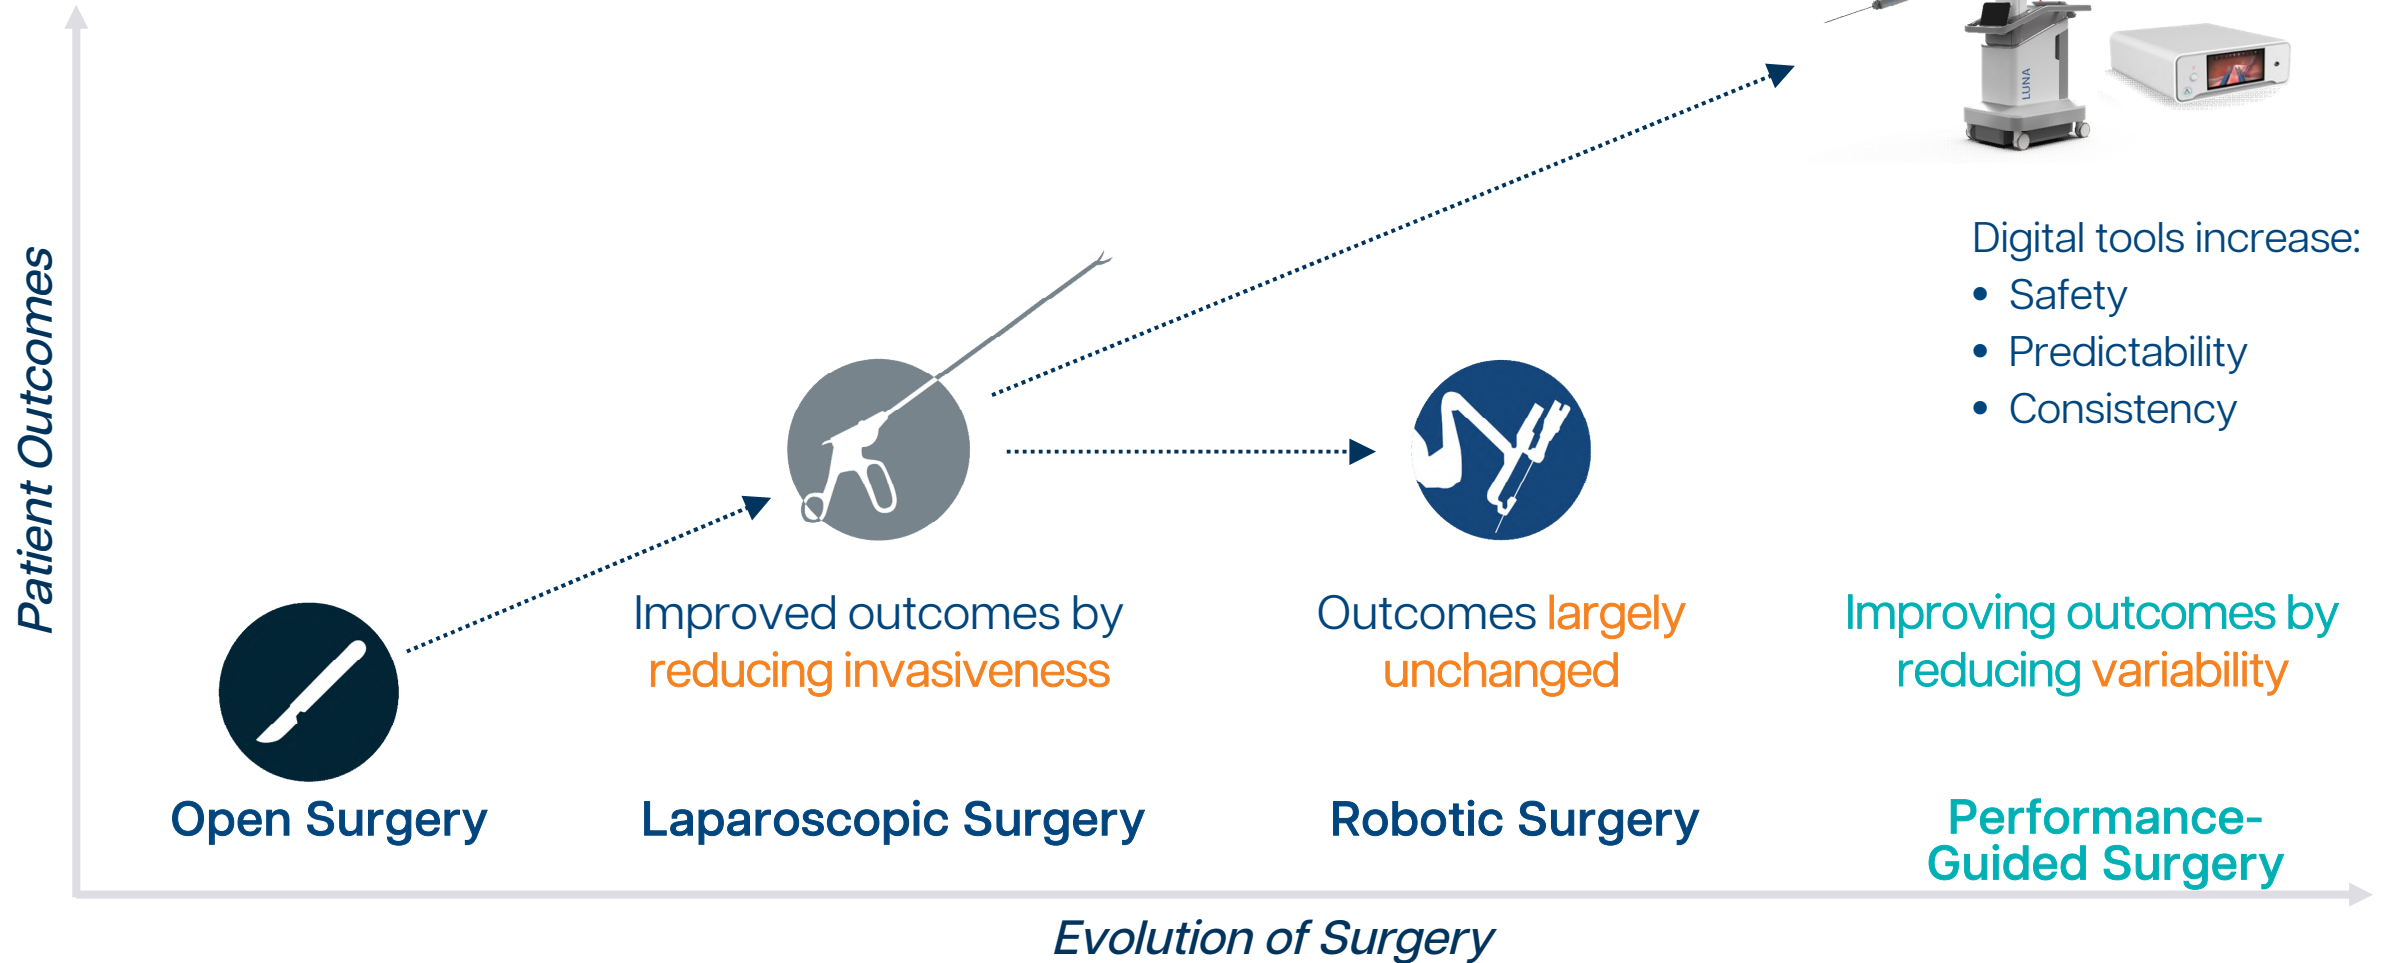 LUNA
Patient Outcomes
Digital tools increase:
• Safety
• Predictability
• Consistency
Improved outcomes by
reducing invasiveness
Outcomes largely
unchanged
Improving outcomes by
reducing variability
Open Surgery
Laparoscopic Surgery
Robotic Surgery
Performance-
Guided Surgery
Evolution of Surgery